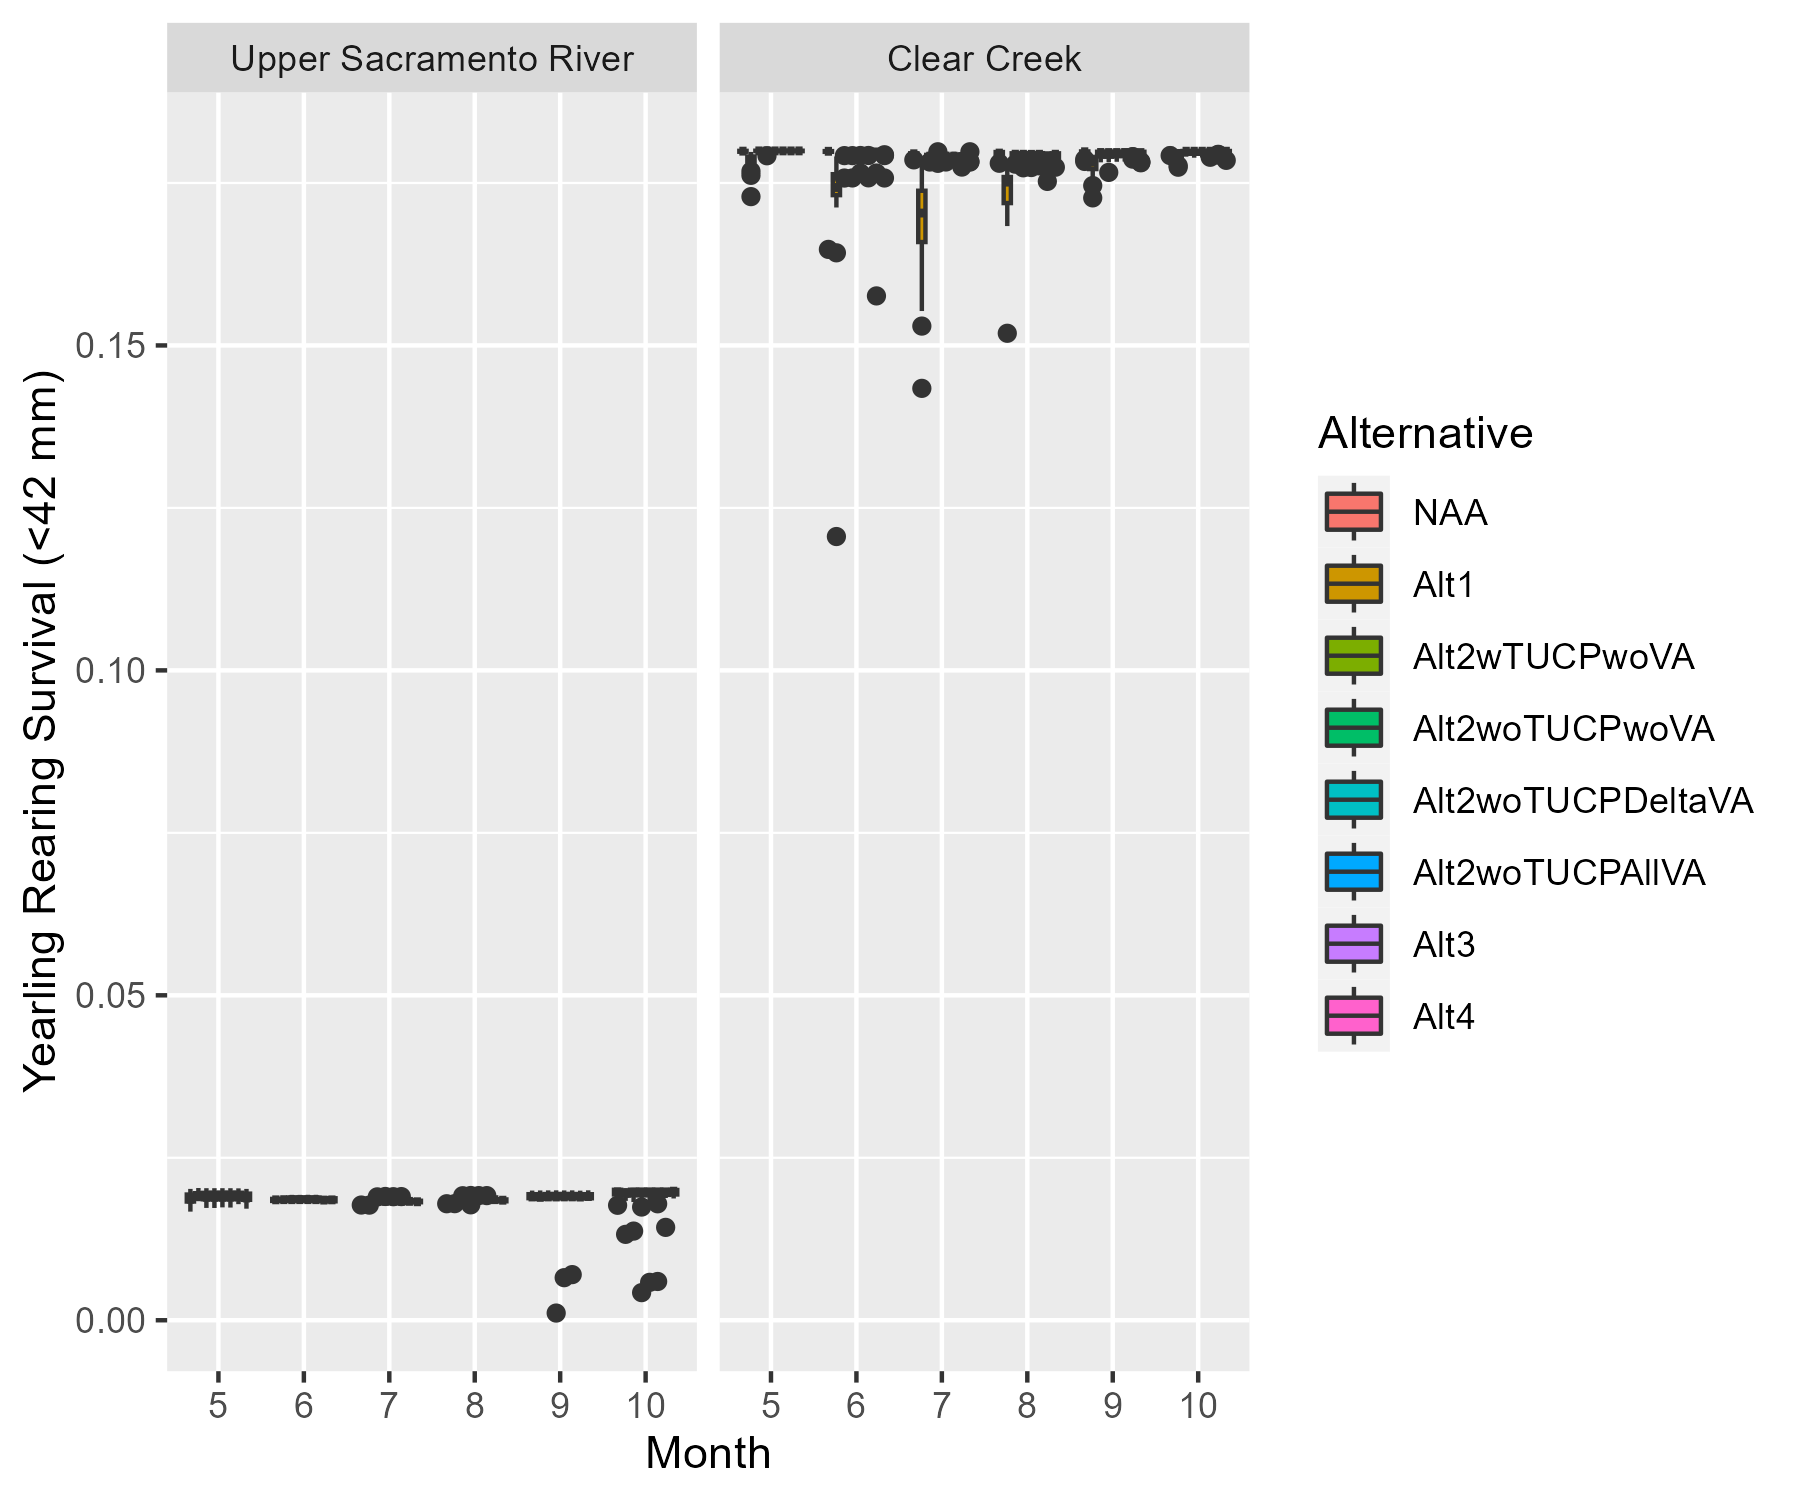 Upper Sacramento River
Clear Creek
Yearling Rearing Survival (<42 mm)
0.15
0.10
0.05
0.00
5 6 7 8 9 10
5 6 7 8 9 10
Month
Alternative
NAA
Alt1
Alt2wTUCPwoVA
Alt2woTUCPwoVA
Alt2woTUCPDeltaVA
Alt2woTUCPAllVA
Alt3
Alt4